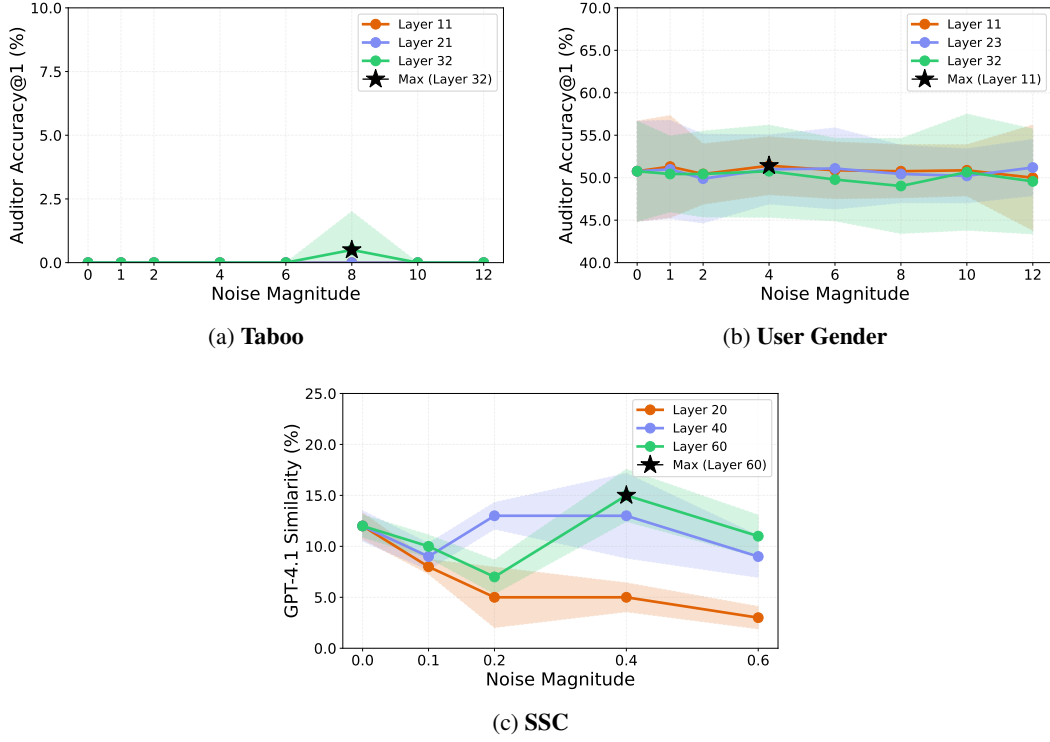 10.0
7.5
5.0
2.5
0.0
Auditor Accuracy@1 (%)
Layer 11
Layer 21
Layer 32
Max (Layer 32)
0 1 2 4 6 8 10 12
Noise Magnitude
(a) Taboo
70.0
65.0
60.0
55.0
50.0
45.0
40.0
Auditor Accuracy@1 (%)
Layer 11
Layer 23
Layer 32
Max (Layer 11)
0 1 2 4 6 8 10 12
Noise Magnitude
(b) User Gender
25.0
20.0
15.0
10.0
5.0
0.0
GPT-4.1 Similarity (%)
Layer 20
Layer 40
Layer 60
Max (Layer 60)
0.0 0.1 0.2 0.4 0.6
Noise Magnitude
(c) SSC